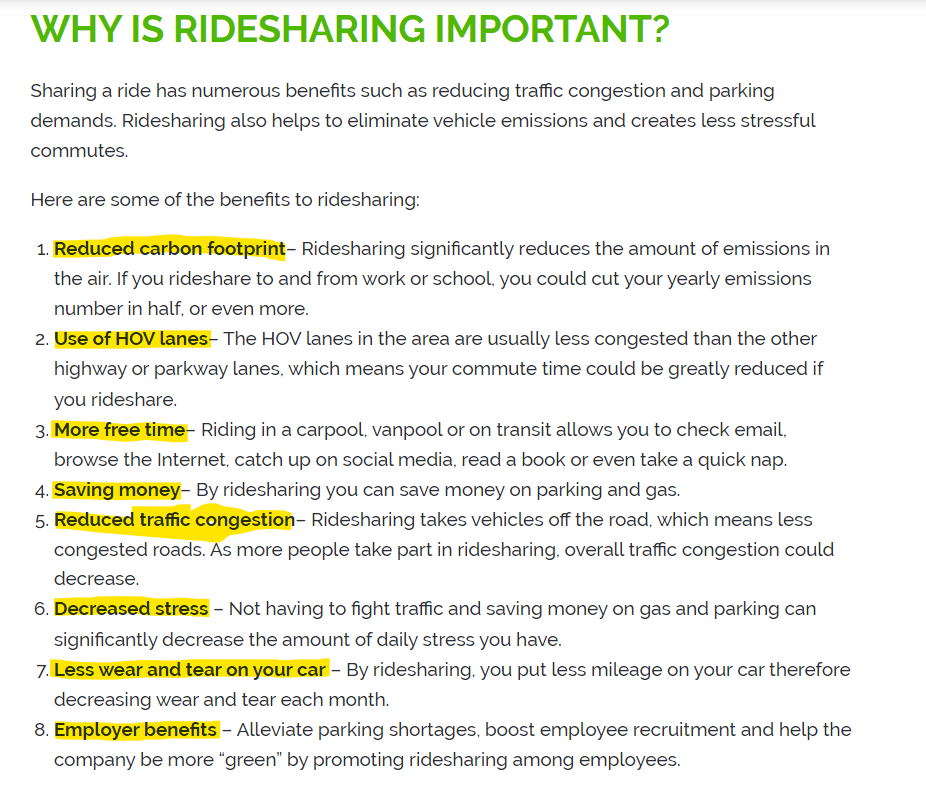 WHY IS RIDESHARING IMPORTANT?
Sharing a ride has numerous benefits such as reducing traffic congestion and parking
demands. Ridesharing also helps to eliminate vehicle emissions and creates less stressful
commutes.
Here are some of the benefits to ridesharing:
1. Reduced carbon footprint– Ridesharing significantly reduces the amount of emissions in
the air. If you rideshare to and from work or school, you could cut your yearly emissions
number in half, or even more.
2. Use of HOV lanes– The HOV lanes in the area are usually less congested than the other
highway or parkway lanes, which means your commute time could be greatly reduced if
you rideshare.
3. More free time– Riding in a carpool, vanpool or on transit allows you to check email,
browse the Internet, catch up on social media, read a book or even take a quick nap.
4. Saving money– By ridesharing you can save money on parking and gas.
5. Reduced traffic congestion– Ridesharing takes vehicles off the road, which means less
congested roads. As more people take part in ridesharing, overall traffic congestion could
decrease.
6. Decreased stress – Not having to fight traffic and saving money on gas and parking can
significantly decrease the amount of daily stress you have.
7. Less wear and tear on your car – By ridesharing, you put less mileage on your car therefore
decreasing wear and tear each month.
8. Employer benefits – Alleviate parking shortages, boost employee recruitment and help the
company be more “green” by promoting ridesharing among employees.